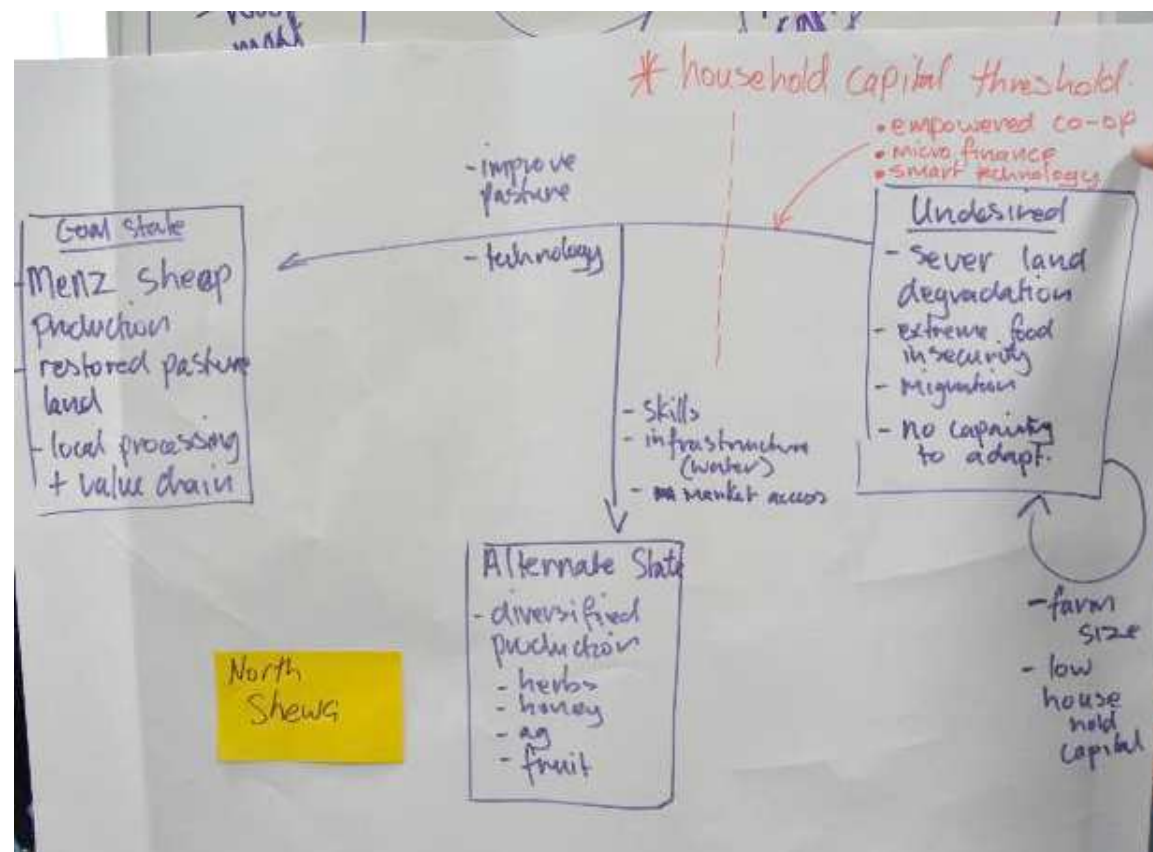 * household capital threshold.
• empowered co-op
• micro finance
• smart technology
- improve
pasture
- technology
Goal State
- Menz sheep
production
- restored pasture
land
- local processing
+ value chain
Undesired
- Sever land
degradation
- extreme food
insecurity
- Migration
- no capainty
to adapt.
- skills
- infrastructure
(water)
- market access
Alternate State
- diversified
production
- herbs
- honey
- ag
- fruit
North
Shewa
- farm
size
- low
house
hold
capital